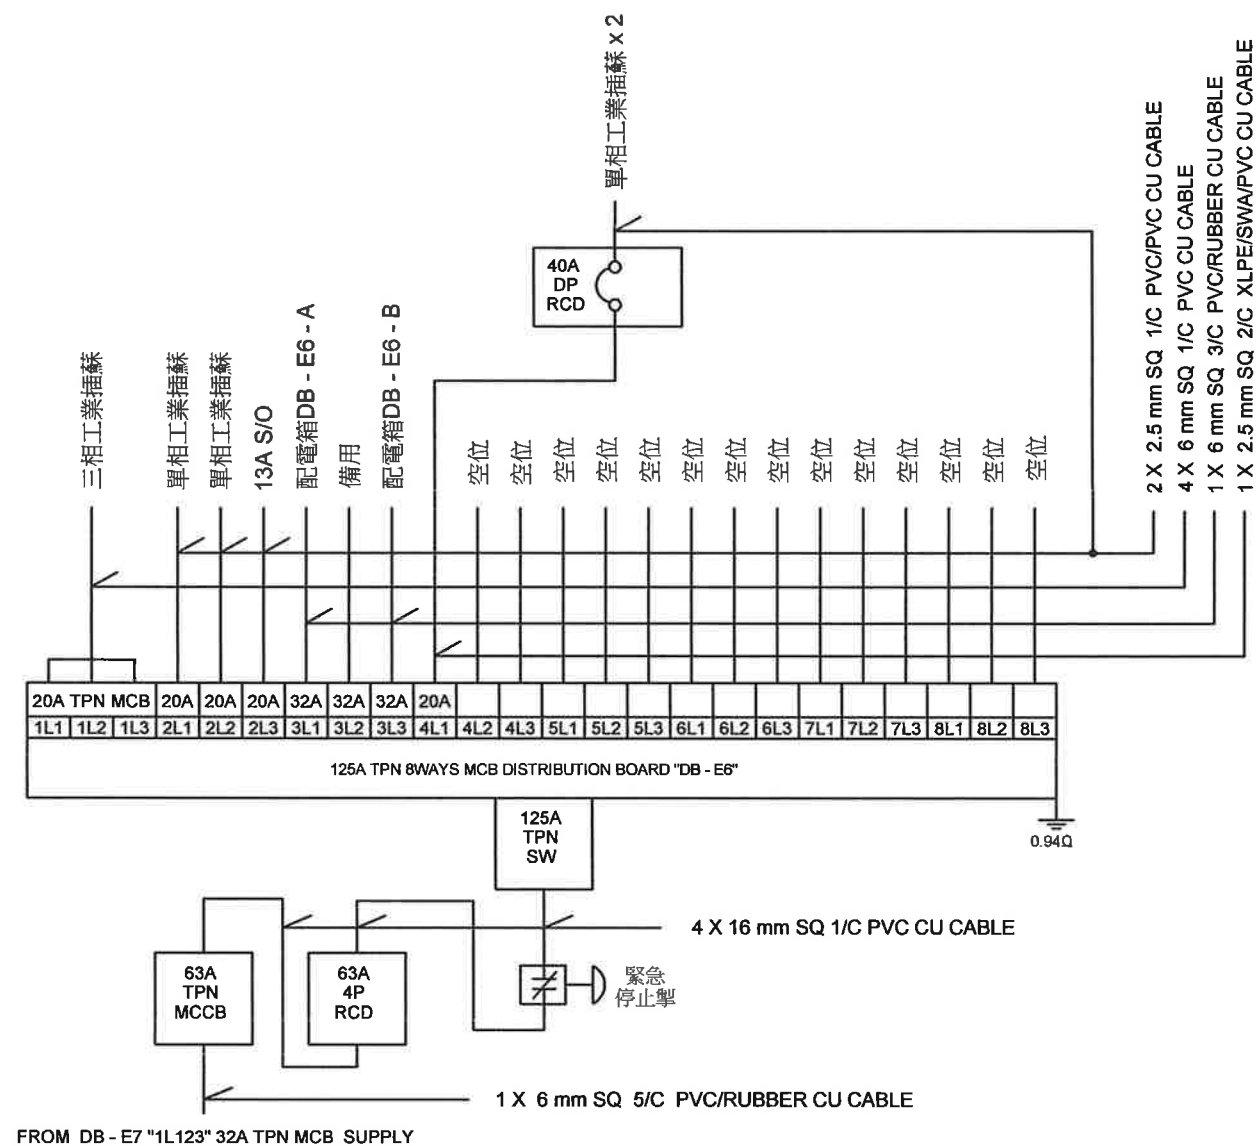 單相工業插蘇 x 2
40A
DP
RCD
三相工業插蘇
單相工業插蘇
單相工業插蘇
13A S/O
配電箱DB - E6 - A
備用
配電箱DB - E6 - B
空位
空位
空位
空位
空位
空位
空位
空位
空位
空位
空位
空位
空位
空位
2 X 2.5 mm SQ 1/C PVC/PVC CU CABLE
4 X 6 mm SQ 1/C PVC CU CABLE
1 X 6 mm SQ 3/C PVC/RUBBER CU CABLE
1 X 2.5 mm SQ 2/C XLPE/SWA/PVC CU CABLE
20A TPN MCB 20A 20A 20A 32A 32A 32A 20A
1L1 1L2 1L3 2L1 2L2 2L3 3L1 3L2 3L3 4L1 4L2 4L3 5L1 5L2 5L3 6L1 6L2 6L3 7L1 7L2 7L3 8L1 8L2 8L3
125A TPN 8WAYS MCB DISTRIBUTION BOARD "DB - E6"
125A
TPN
SW
0.94Ω
4 X 16 mm SQ 1/C PVC CU CABLE
63A
TPN
MCCB
63A
4P
RCD
緊急
停止掣
1 X 6 mm SQ 5/C PVC/RUBBER CU CABLE
FROM DB - E7 "1L123" 32A TPN MCB SUPPLY